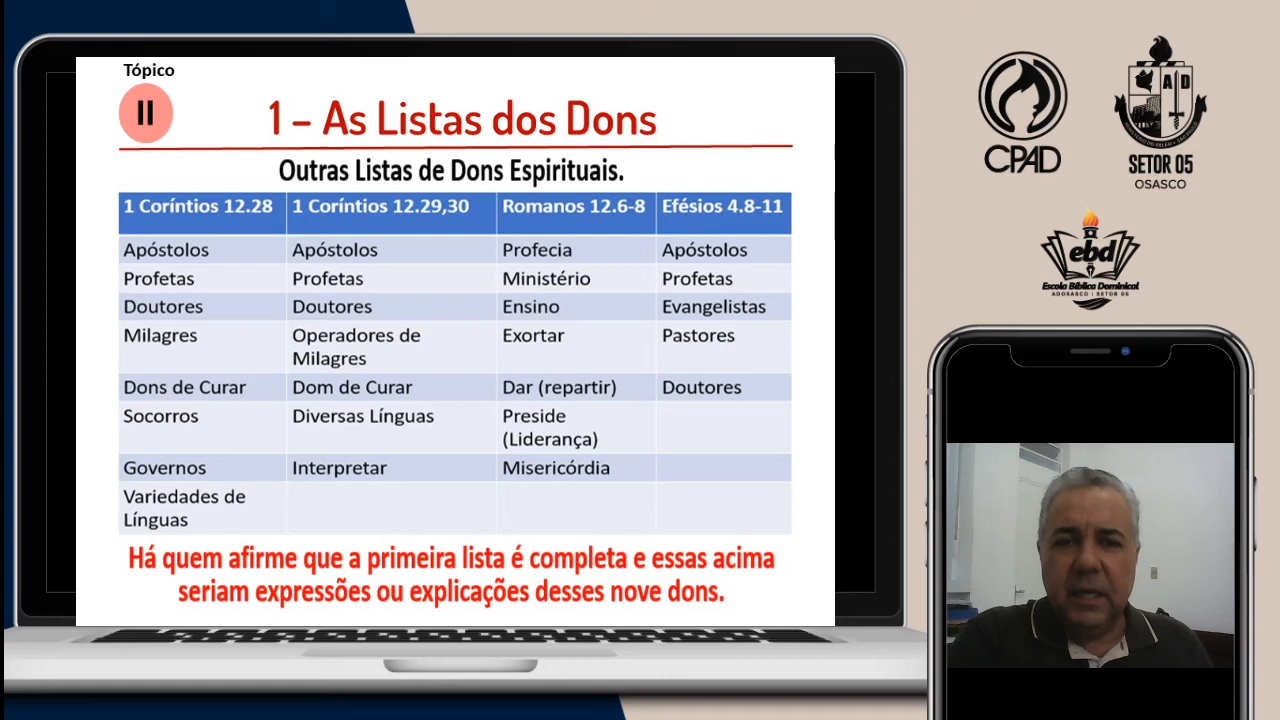 Tópico
II
1 – As Listas dos Dons
Outras Listas de Dons Espirituais.
1 Coríntios 12.28 1 Coríntios 12.29,30 Romanos 12.6-8 Efésios 4.8-11
Apóstolos Apóstolos Profecia Apóstolos
Profetas Profetas Ministério Profetas
Doutores Doutores Ensino Evangelistas
Milagres Operadores de Milagres Exortar Pastores
Dons de Curar Dom de Curar Dar (repartir) Doutores
Socorros Diversas Línguas Preside (Liderança)
Governos Interpretar Misericórdia
Variedades de Línguas
Há quem afirme que a primeira lista é completa e essas acima
seriam expressões ou explicações desses nove dons.
CPAD
AD
SETOR 05
OSASCO
ebd
Escola Bíblica Dominical
ADOSASCO | SETOR 05